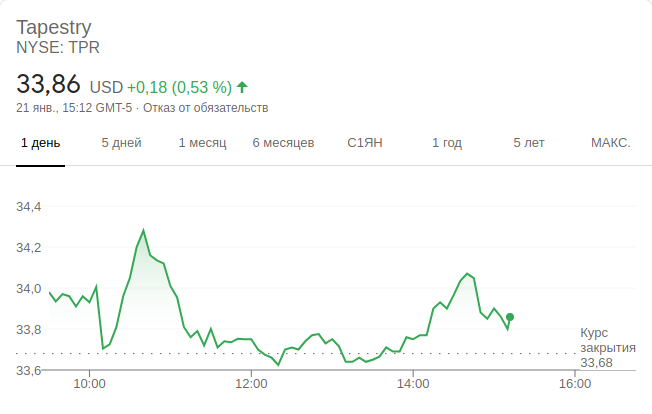 Tapestry
NYSE: TPR
33,86 USD +0,18 (0,53 %)
21 янв., 15:12 GMT-5 · Отказ от обязательств
1 день 5 дней 1 месяц 6 месяцев С1ЯН 1 год 5 лет МАКС.
34,4
34,2
34,0
33,8
33,6
Курс
закрытия
33,68
10:00 12:00 14:00 16:00